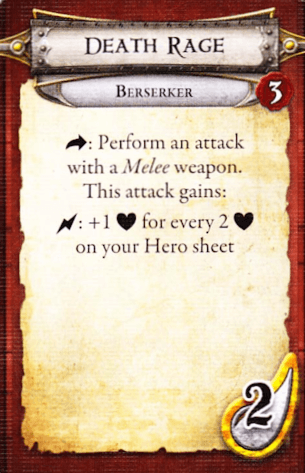 Death Rage
Berserker
3
: Perform an attack
with a Melee weapon.
This attack gains:
: +1 ♥ for every 2 ♥
on your Hero sheet
2